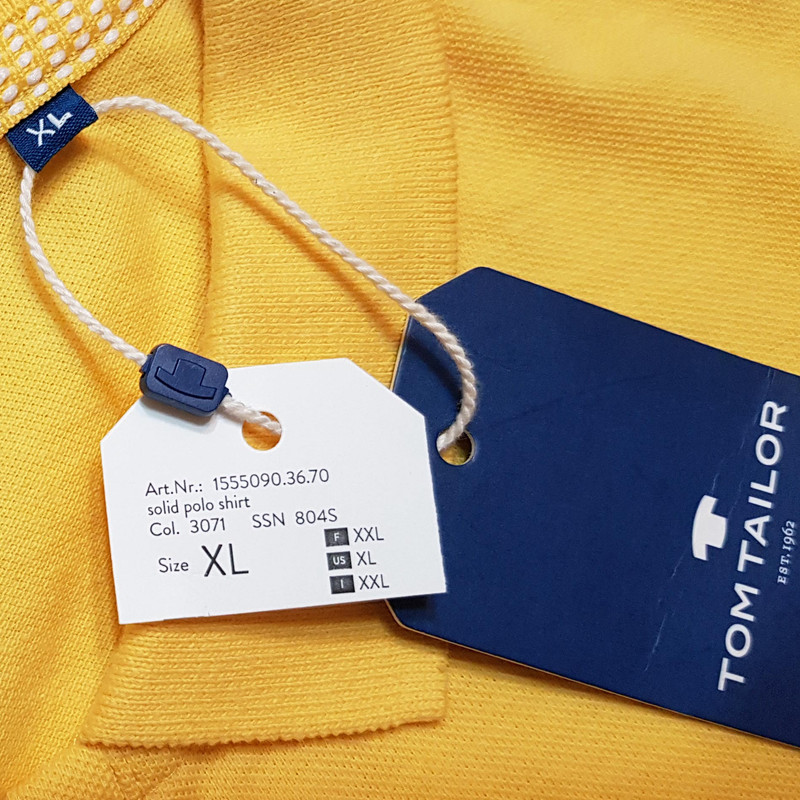 XL
Art.Nr.: 1555090.36.70
solid polo shirt
Col. 3071 SSN 804S
Size XL
F XXL
US XL
I XXL
TOM TAILOR
EST. 1962